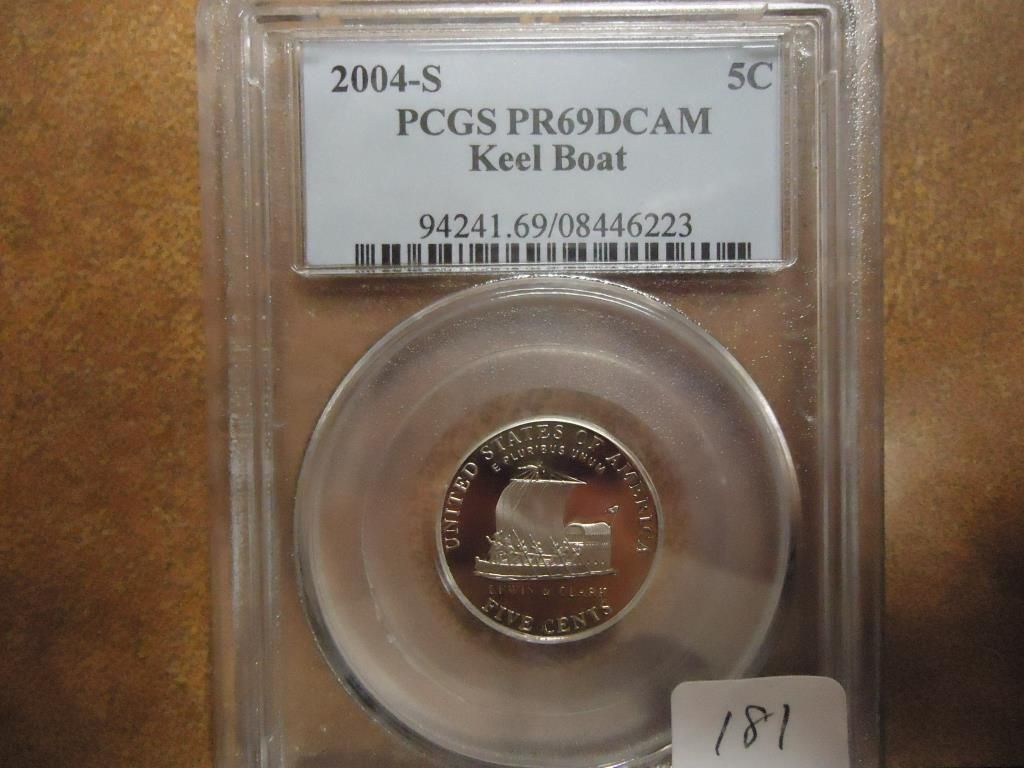 2004-S 5C
PCGS PR69DCAM
Keel Boat
94241.69/08446223
UNITED STATES OF AMERICA
E PLURIBUS UNUM
LEWIS & CLARK
FIVE CENTS
181